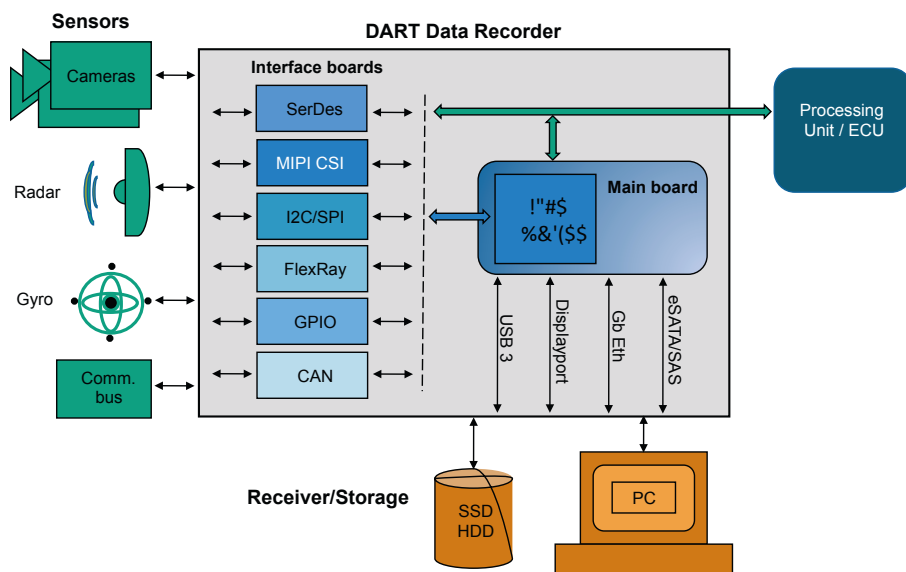 Sensors
DART Data Recorder
Cameras
Interface boards
SerDes
Processing
Unit / ECU
MIPI CSI
Main board
Radar
!"#$
%&'($$
I2C/SPI
FlexRay
Gyro
GPIO
USB 3
Displayport
Gb Eth
eSATA/SAS
Comm.
bus
CAN
Receiver/Storage
SSD
HDD
PC